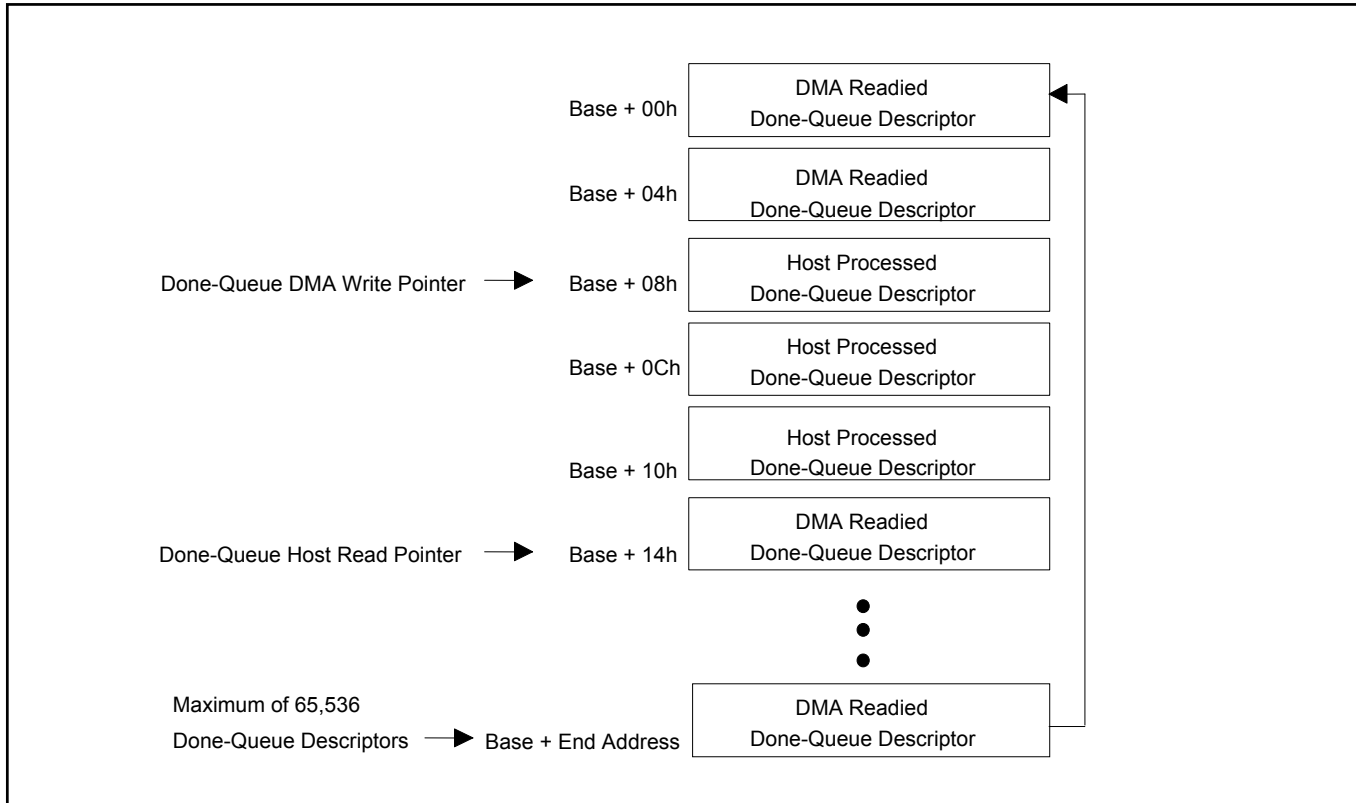 Base + 00h
DMA Readied
Done-Queue Descriptor
Base + 04h
DMA Readied
Done-Queue Descriptor
Done-Queue DMA Write Pointer
Base + 08h
Host Processed
Done-Queue Descriptor
Base + 0Ch
Host Processed
Done-Queue Descriptor
Base + 10h
Host Processed
Done-Queue Descriptor
Done-Queue Host Read Pointer
Base + 14h
DMA Readied
Done-Queue Descriptor
Maximum of 65,536
Done-Queue Descriptors
Base + End Address
DMA Readied
Done-Queue Descriptor